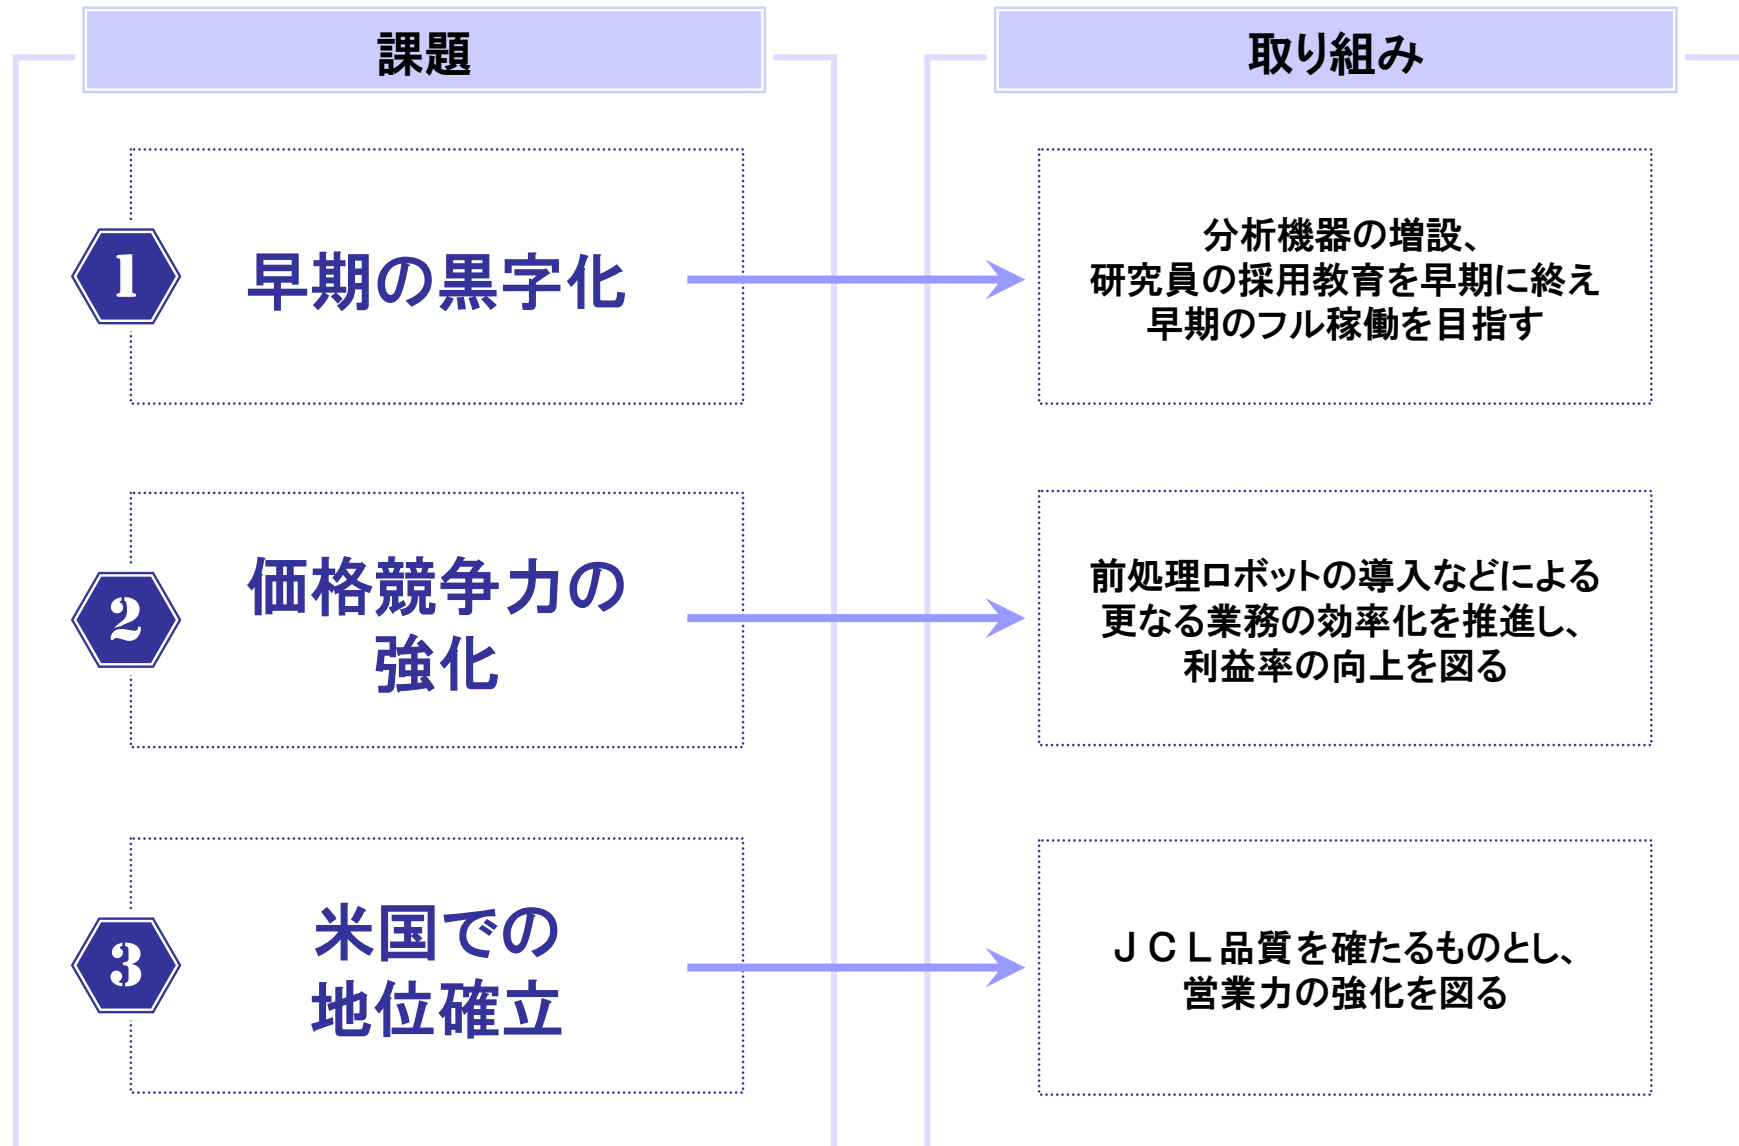 課題
取り組み
1
早期の黒字化
分析機器の増設、
研究員の採用教育を早期に終え
早期のフル稼働を目指す
2
価格競争力の
強化
前処理ロボットの導入などによる
更なる業務の効率化を推進し、
利益率の向上を図る
3
米国での
地位確立
ＪＣＬ品質を確たるものとし、
営業力の強化を図る